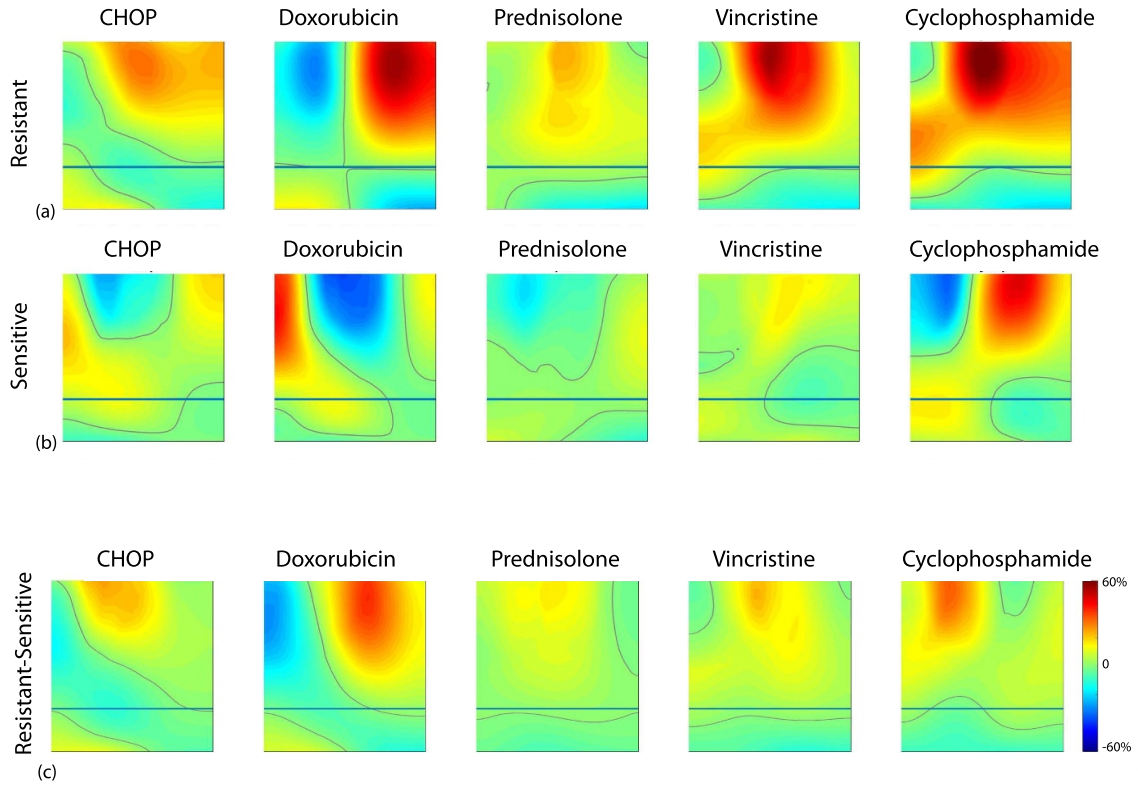 CHOP Doxorubicin Prednisolone Vincristine Cyclophosphamide
Resistant
(a)
CHOP Doxorubicin Prednisolone Vincristine Cyclophosphamide
Sensitive
(b)
CHOP Doxorubicin Prednisolone Vincristine Cyclophosphamide
Resistant-Sensitive
60%
0
-60%
(c)